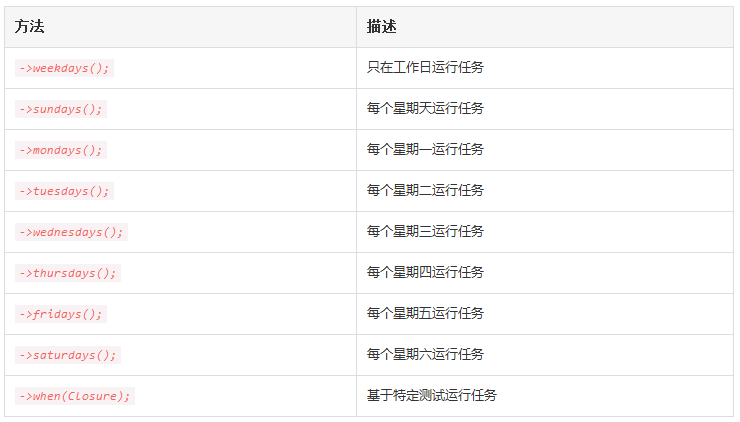 方法 描述
->weekdays(); 只在工作日运行任务
->sundays(); 每个星期天运行任务
->mondays(); 每个星期一运行任务
->tuesdays(); 每个星期二运行任务
->wednesdays(); 每个星期三运行任务
->thursdays(); 每个星期四运行任务
->fridays(); 每个星期五运行任务
->saturdays(); 每个星期六运行任务
->when(Closure); 基于特定测试运行任务